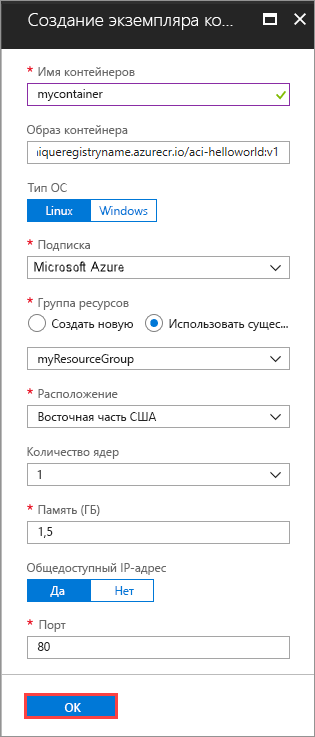 Создание экземпляра ко...
* Имя контейнеров
mycontainer
Образ контейнера
iqueregistryname.azurecr.io/aci-helloworld:v1
Тип ОС
Linux Windows
* Подписка
Microsoft Azure
* Группа ресурсов
Создать новую Использовать сущес...
myResourceGroup
* Расположение
Восточная часть США
Количество ядер
1
* Память (ГБ)
1,5
Общедоступный IP-адрес
Да Нет
* Порт
80
ОК